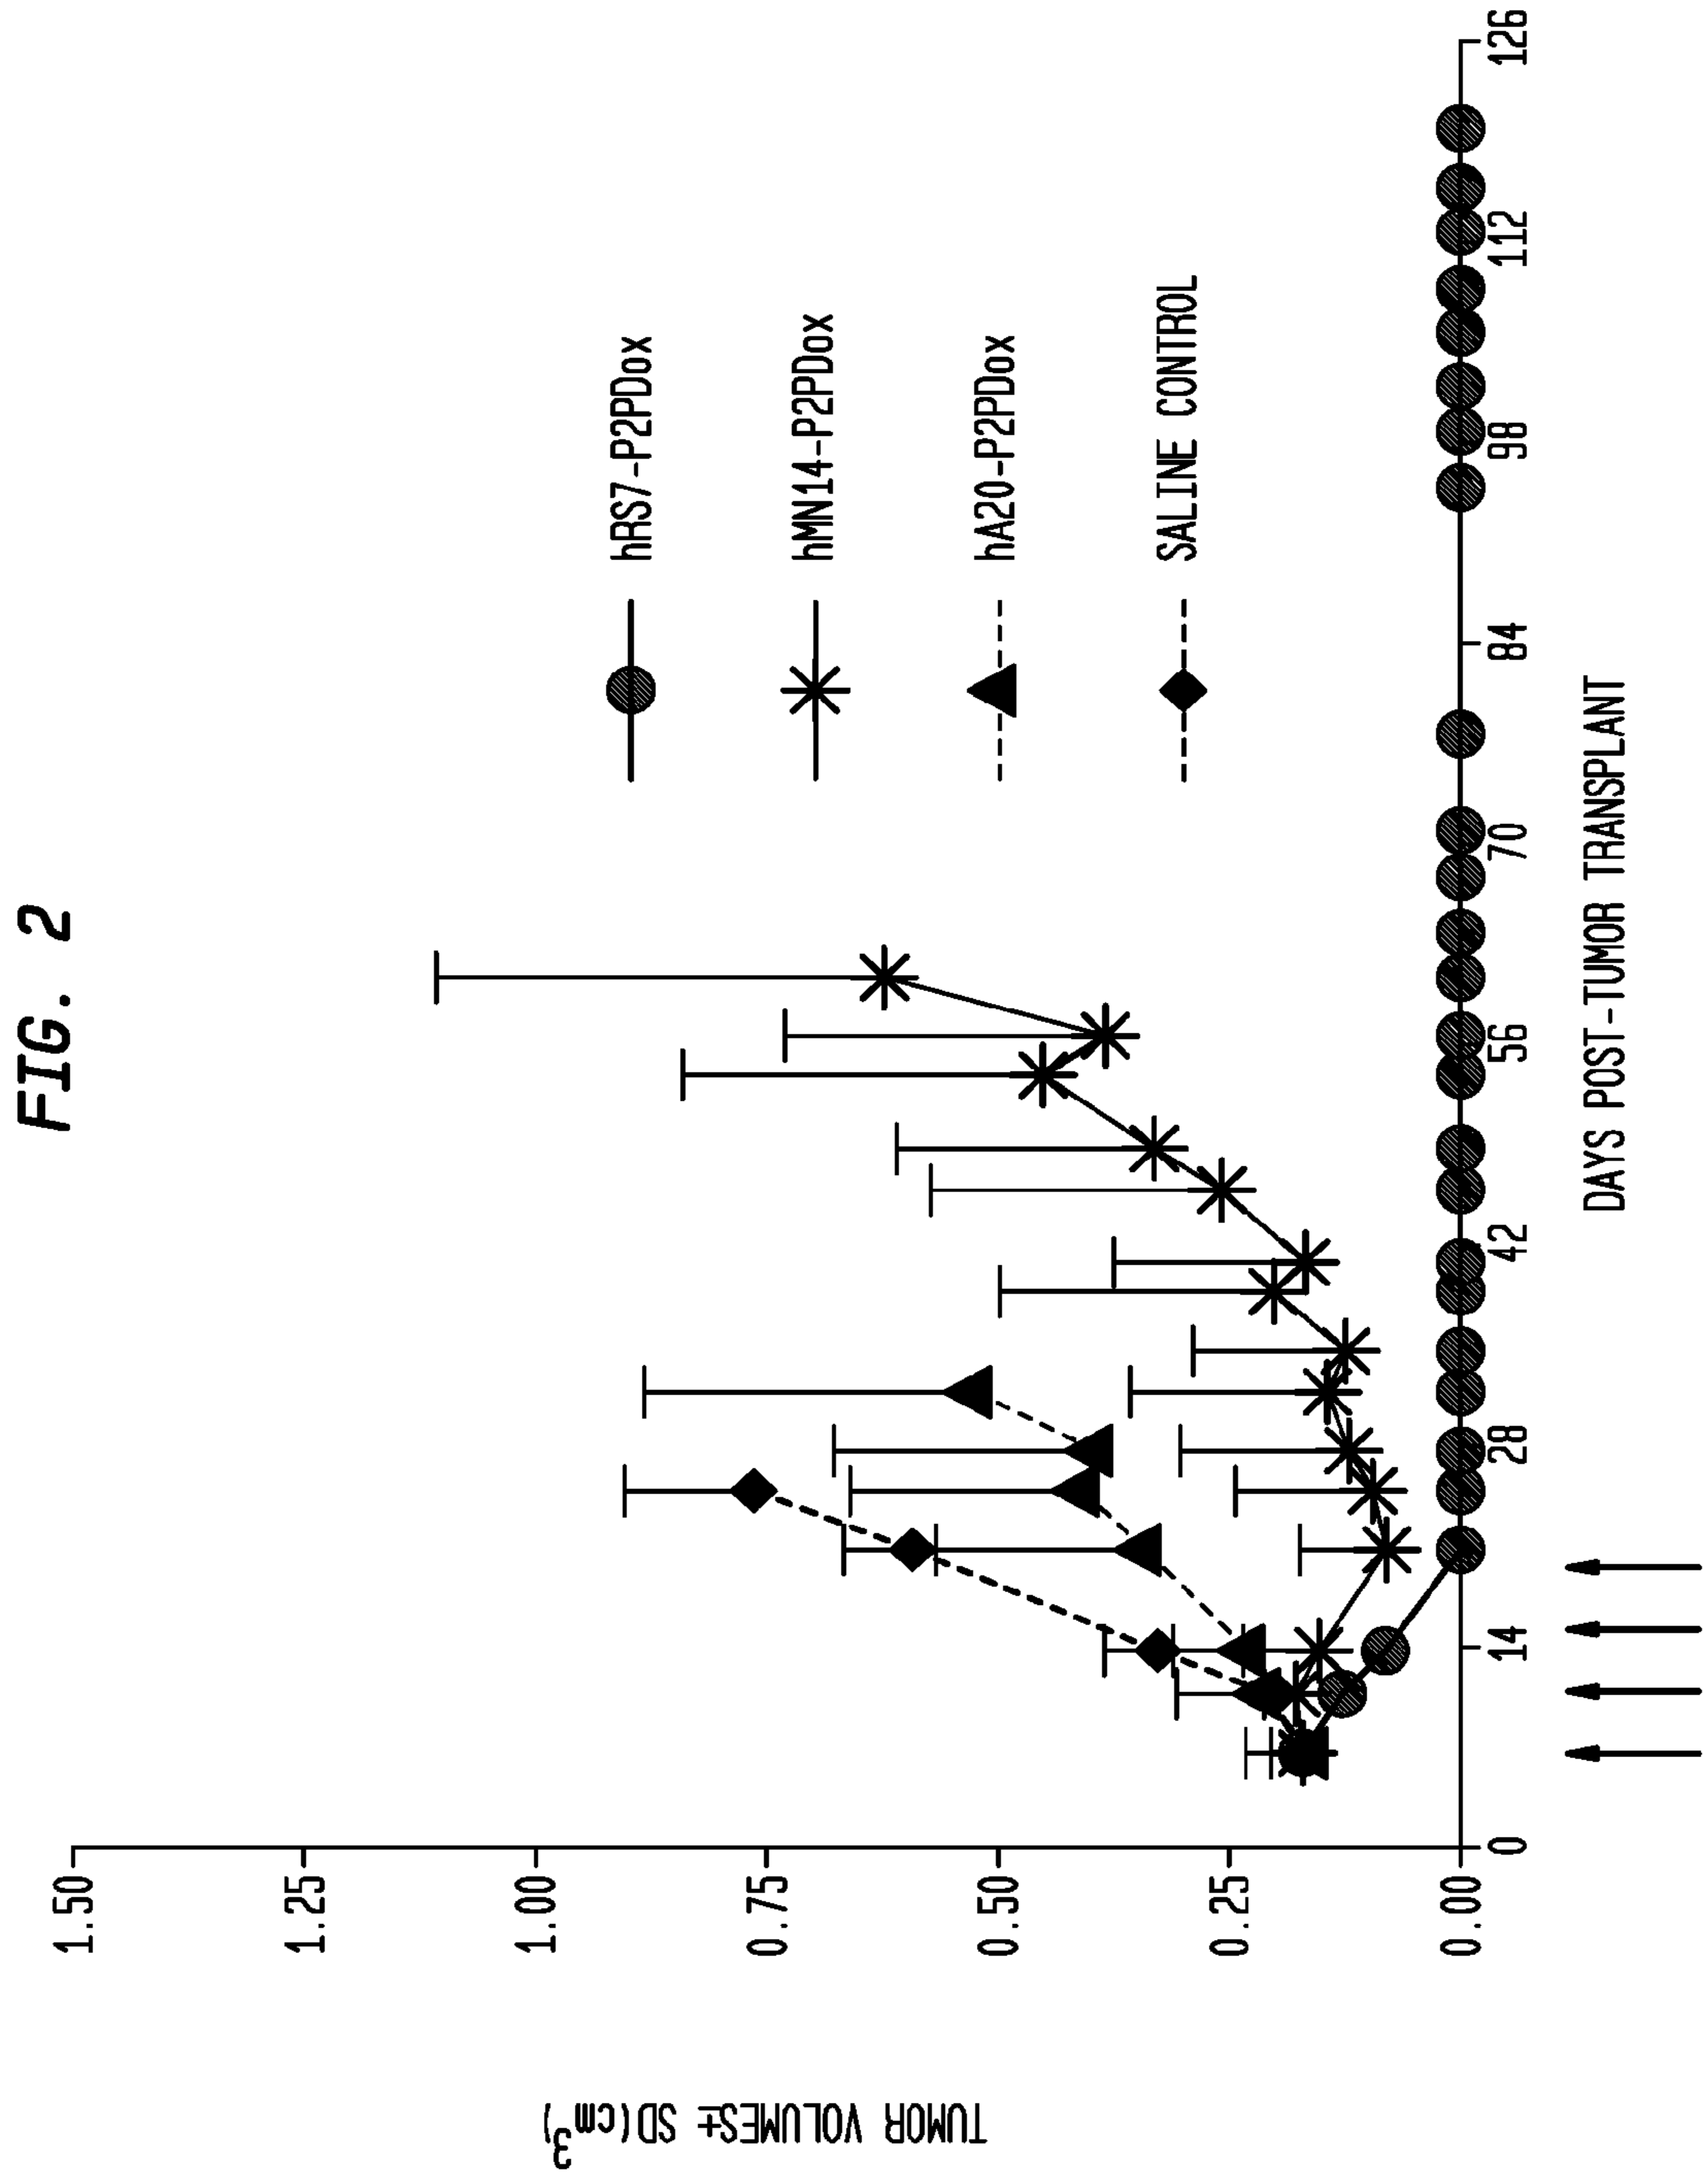 FIG. 2
TUMOR VOLUMES± SD(cm3)
1.50
1.25
1.00
0.75
0.50
0.25
0.00
hRS7-P2PDox
hMN14-P2PDox
hA20-P2PDox
SALINE CONTROL
0 14 28 42 56 70 84 98 112 126
DAYS POST-TUMOR TRANSPLANT